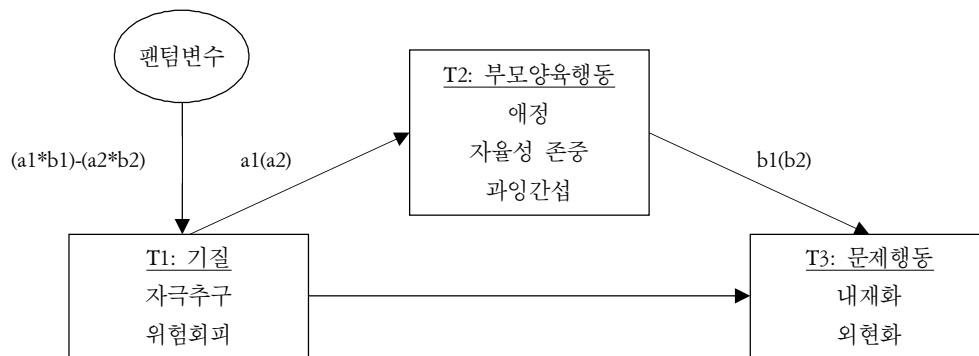 팬텀변수
(a1*b1)-(a2*b2)
a1(a2)
T2: 부모양육행동
애정
자율성 존중
과잉간섭
b1(b2)
T1: 기질
자극추구
위험회피
T3: 문제행동
내재화
외현화